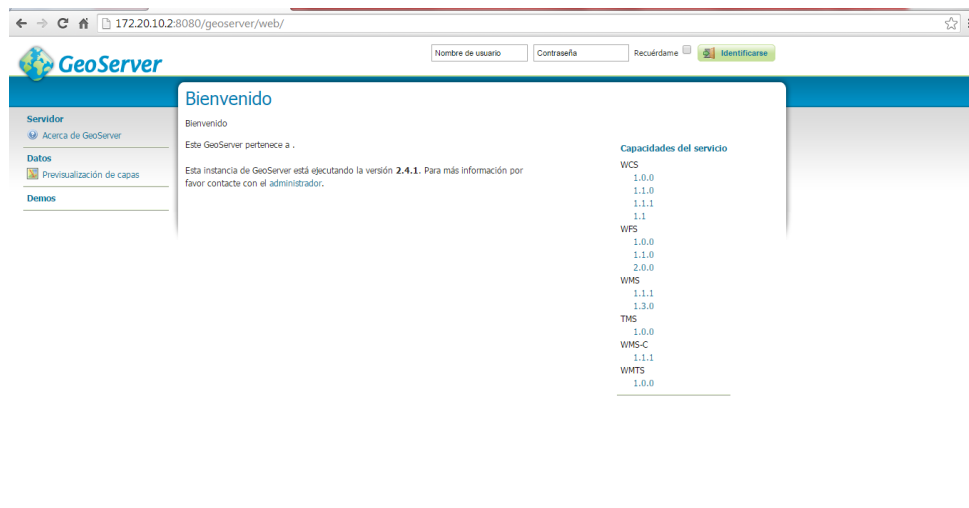 172.20.10.2:8080/geoserver/web/
GeoServer
Nombre de usuario
Contraseña
Recuérdame
Identificarse
Servidor
Acerca de GeoServer
Datos
Previsualización de capas
Demos
Bienvenido
Bienvenido
Este GeoServer pertenece a .
Esta instancia de GeoServer está ejecutando la versión 2.4.1. Para más información por
favor contacte con el administrador.
Capacidades del servicio
WCS
1.0.0
1.1.0
1.1.1
1.1
WFS
1.0.0
1.1.0
2.0.0
WMS
1.1.1
1.3.0
TMS
1.0.0
WMS-C
1.1.1
WMTS
1.0.0